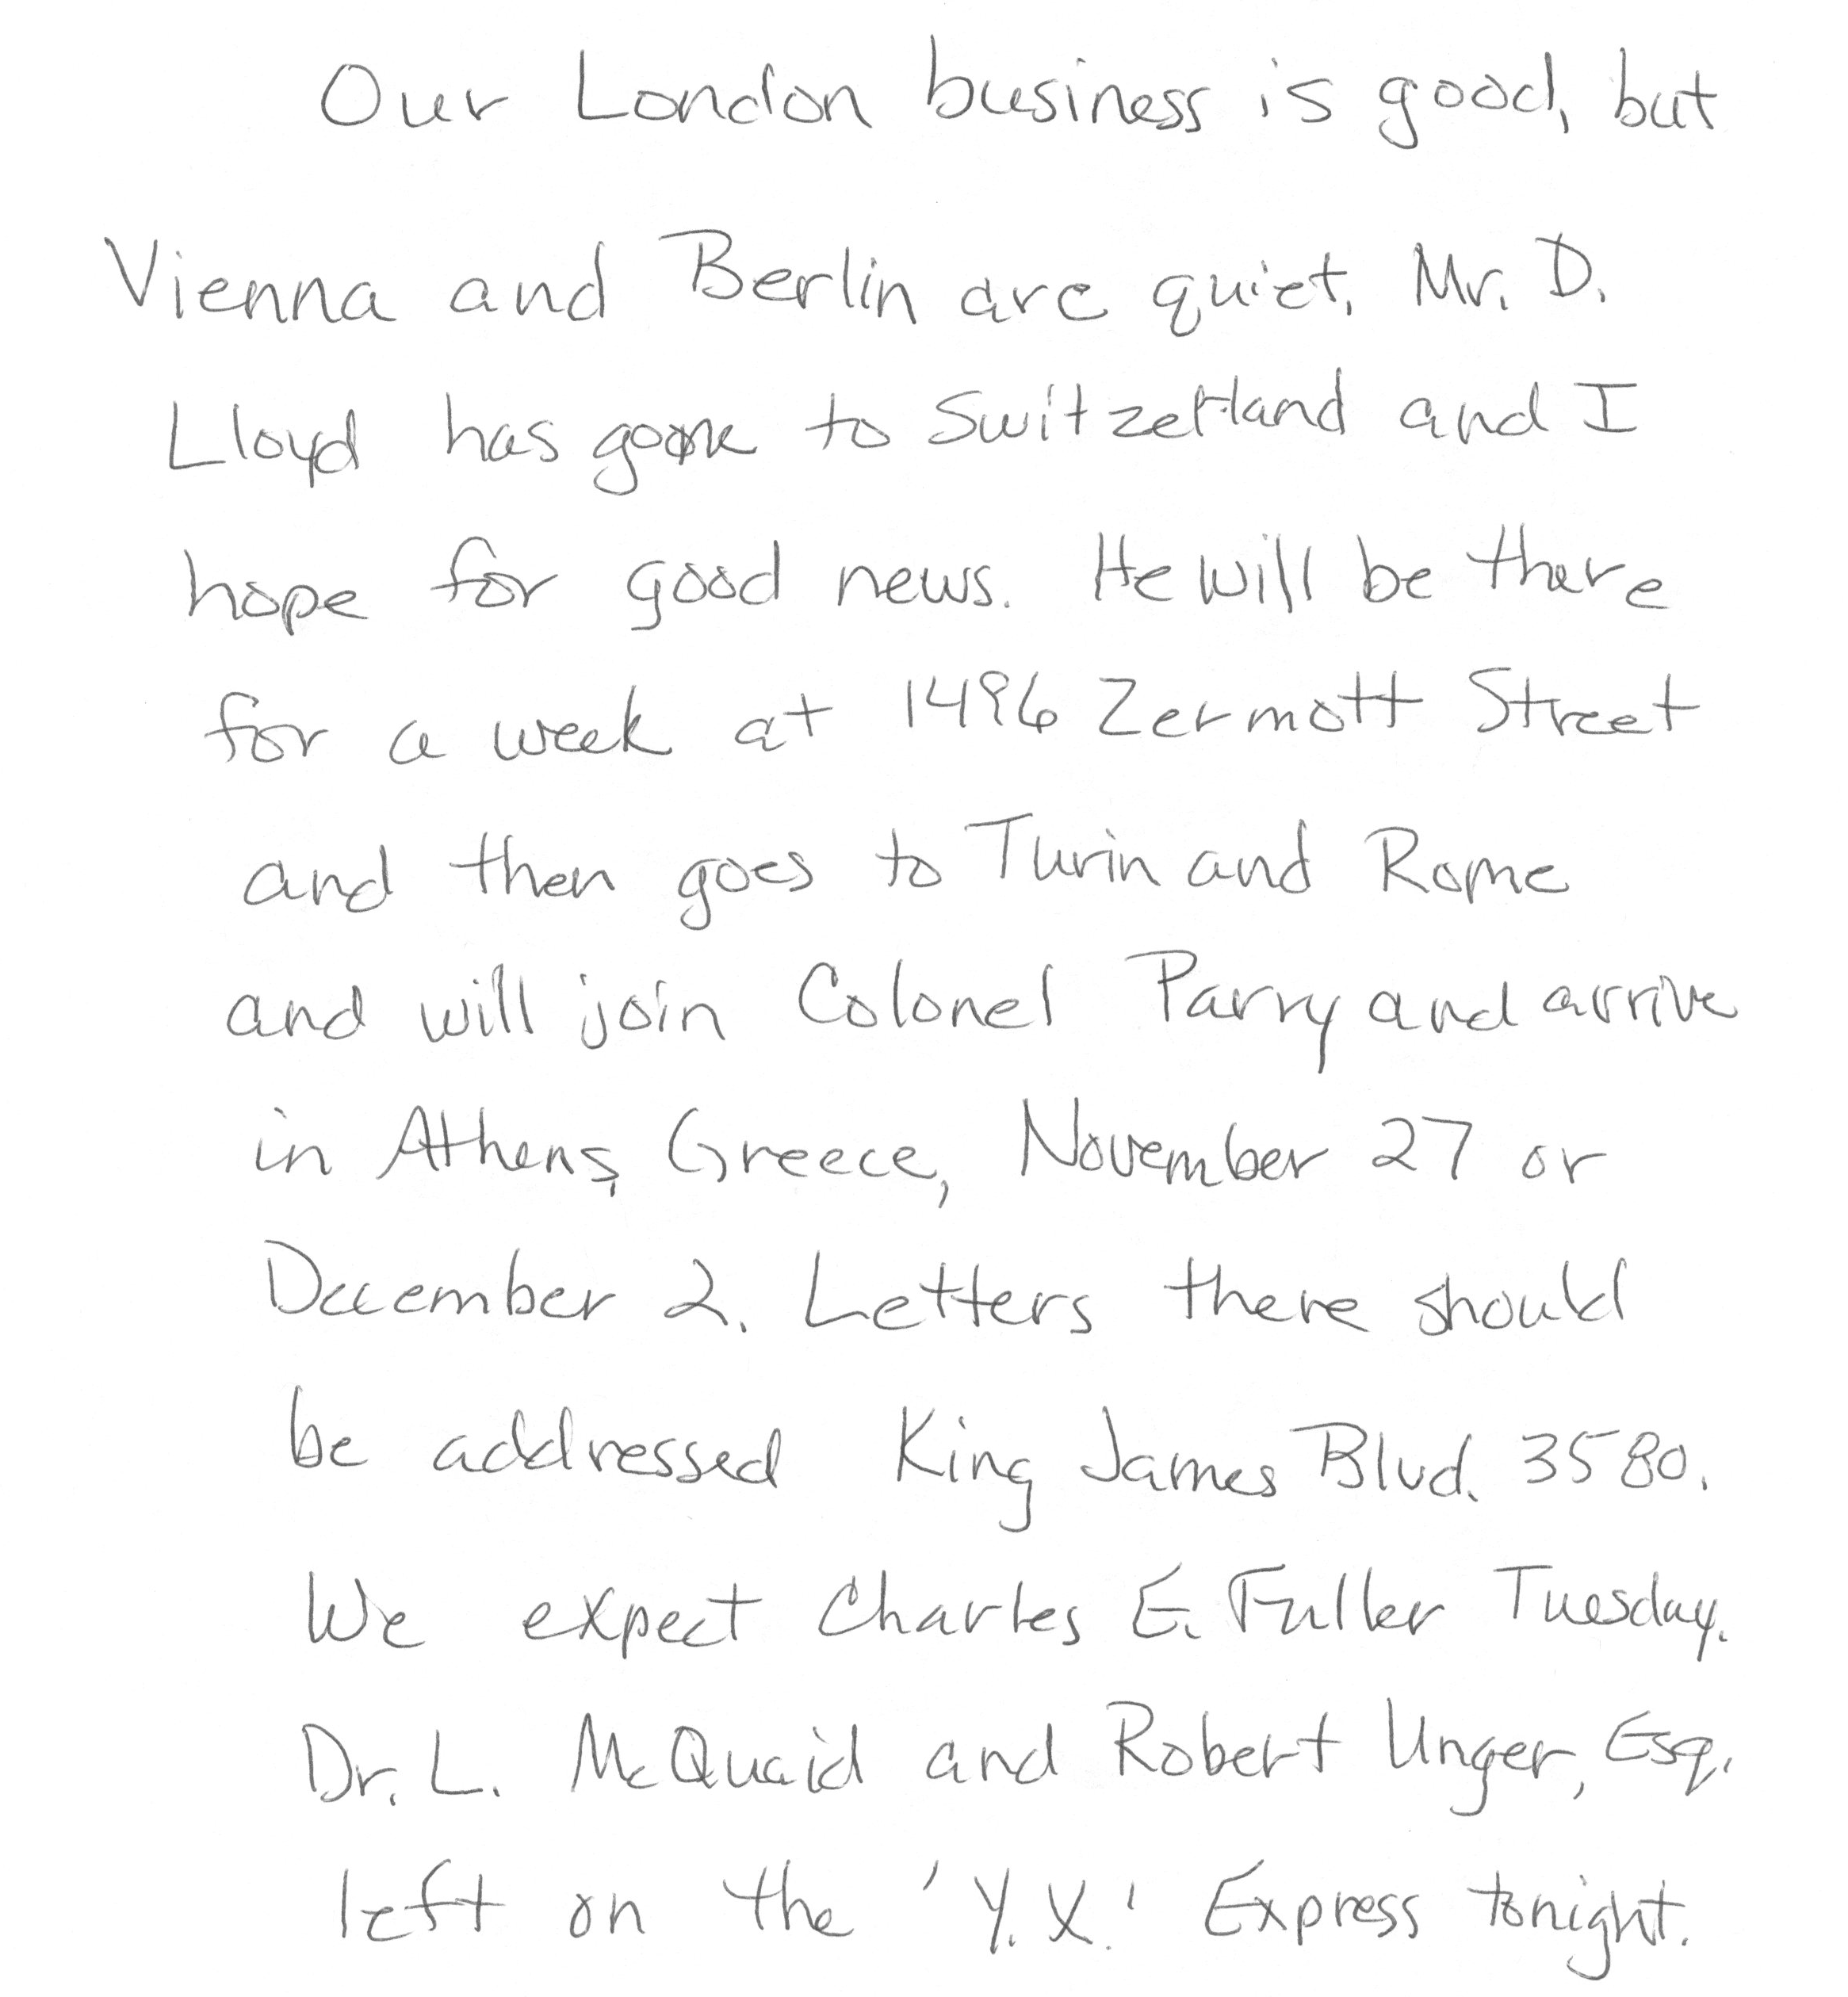 Our London business is good, but
Vienna and Berlin are quiet. Mr. D.
Lloyd has gone to Switzerland and I
hope for good news. He will be there
for a week at 1496 Zermott Street
and then goes to Turin and Rome
and will join Colonel Parry and arrive
in Athens, Greece, November 27 or
December 2. Letters there should
be addressed King James Blvd. 3580.
We expect Charles E. Fuller Tuesday.
Dr. L. McQuaid and Robert Unger, Esq.
left on the 'Y.X.' Express tonight.